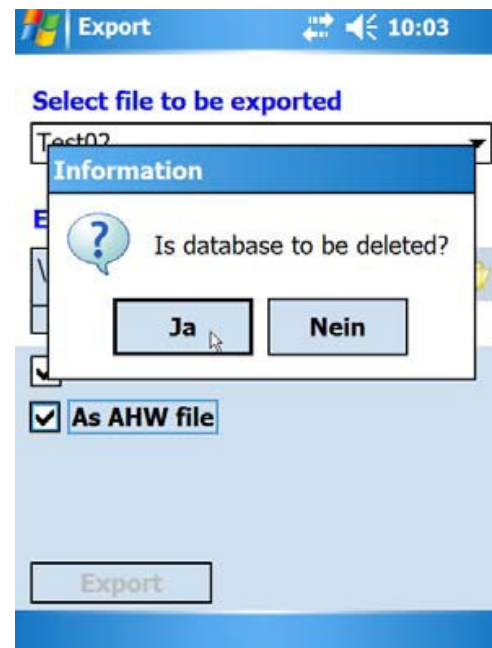 Export 10:03
Select file to be exported
Test02
Information
E
Is database to be deleted?
\
Ja Nein
As AHW file
Export